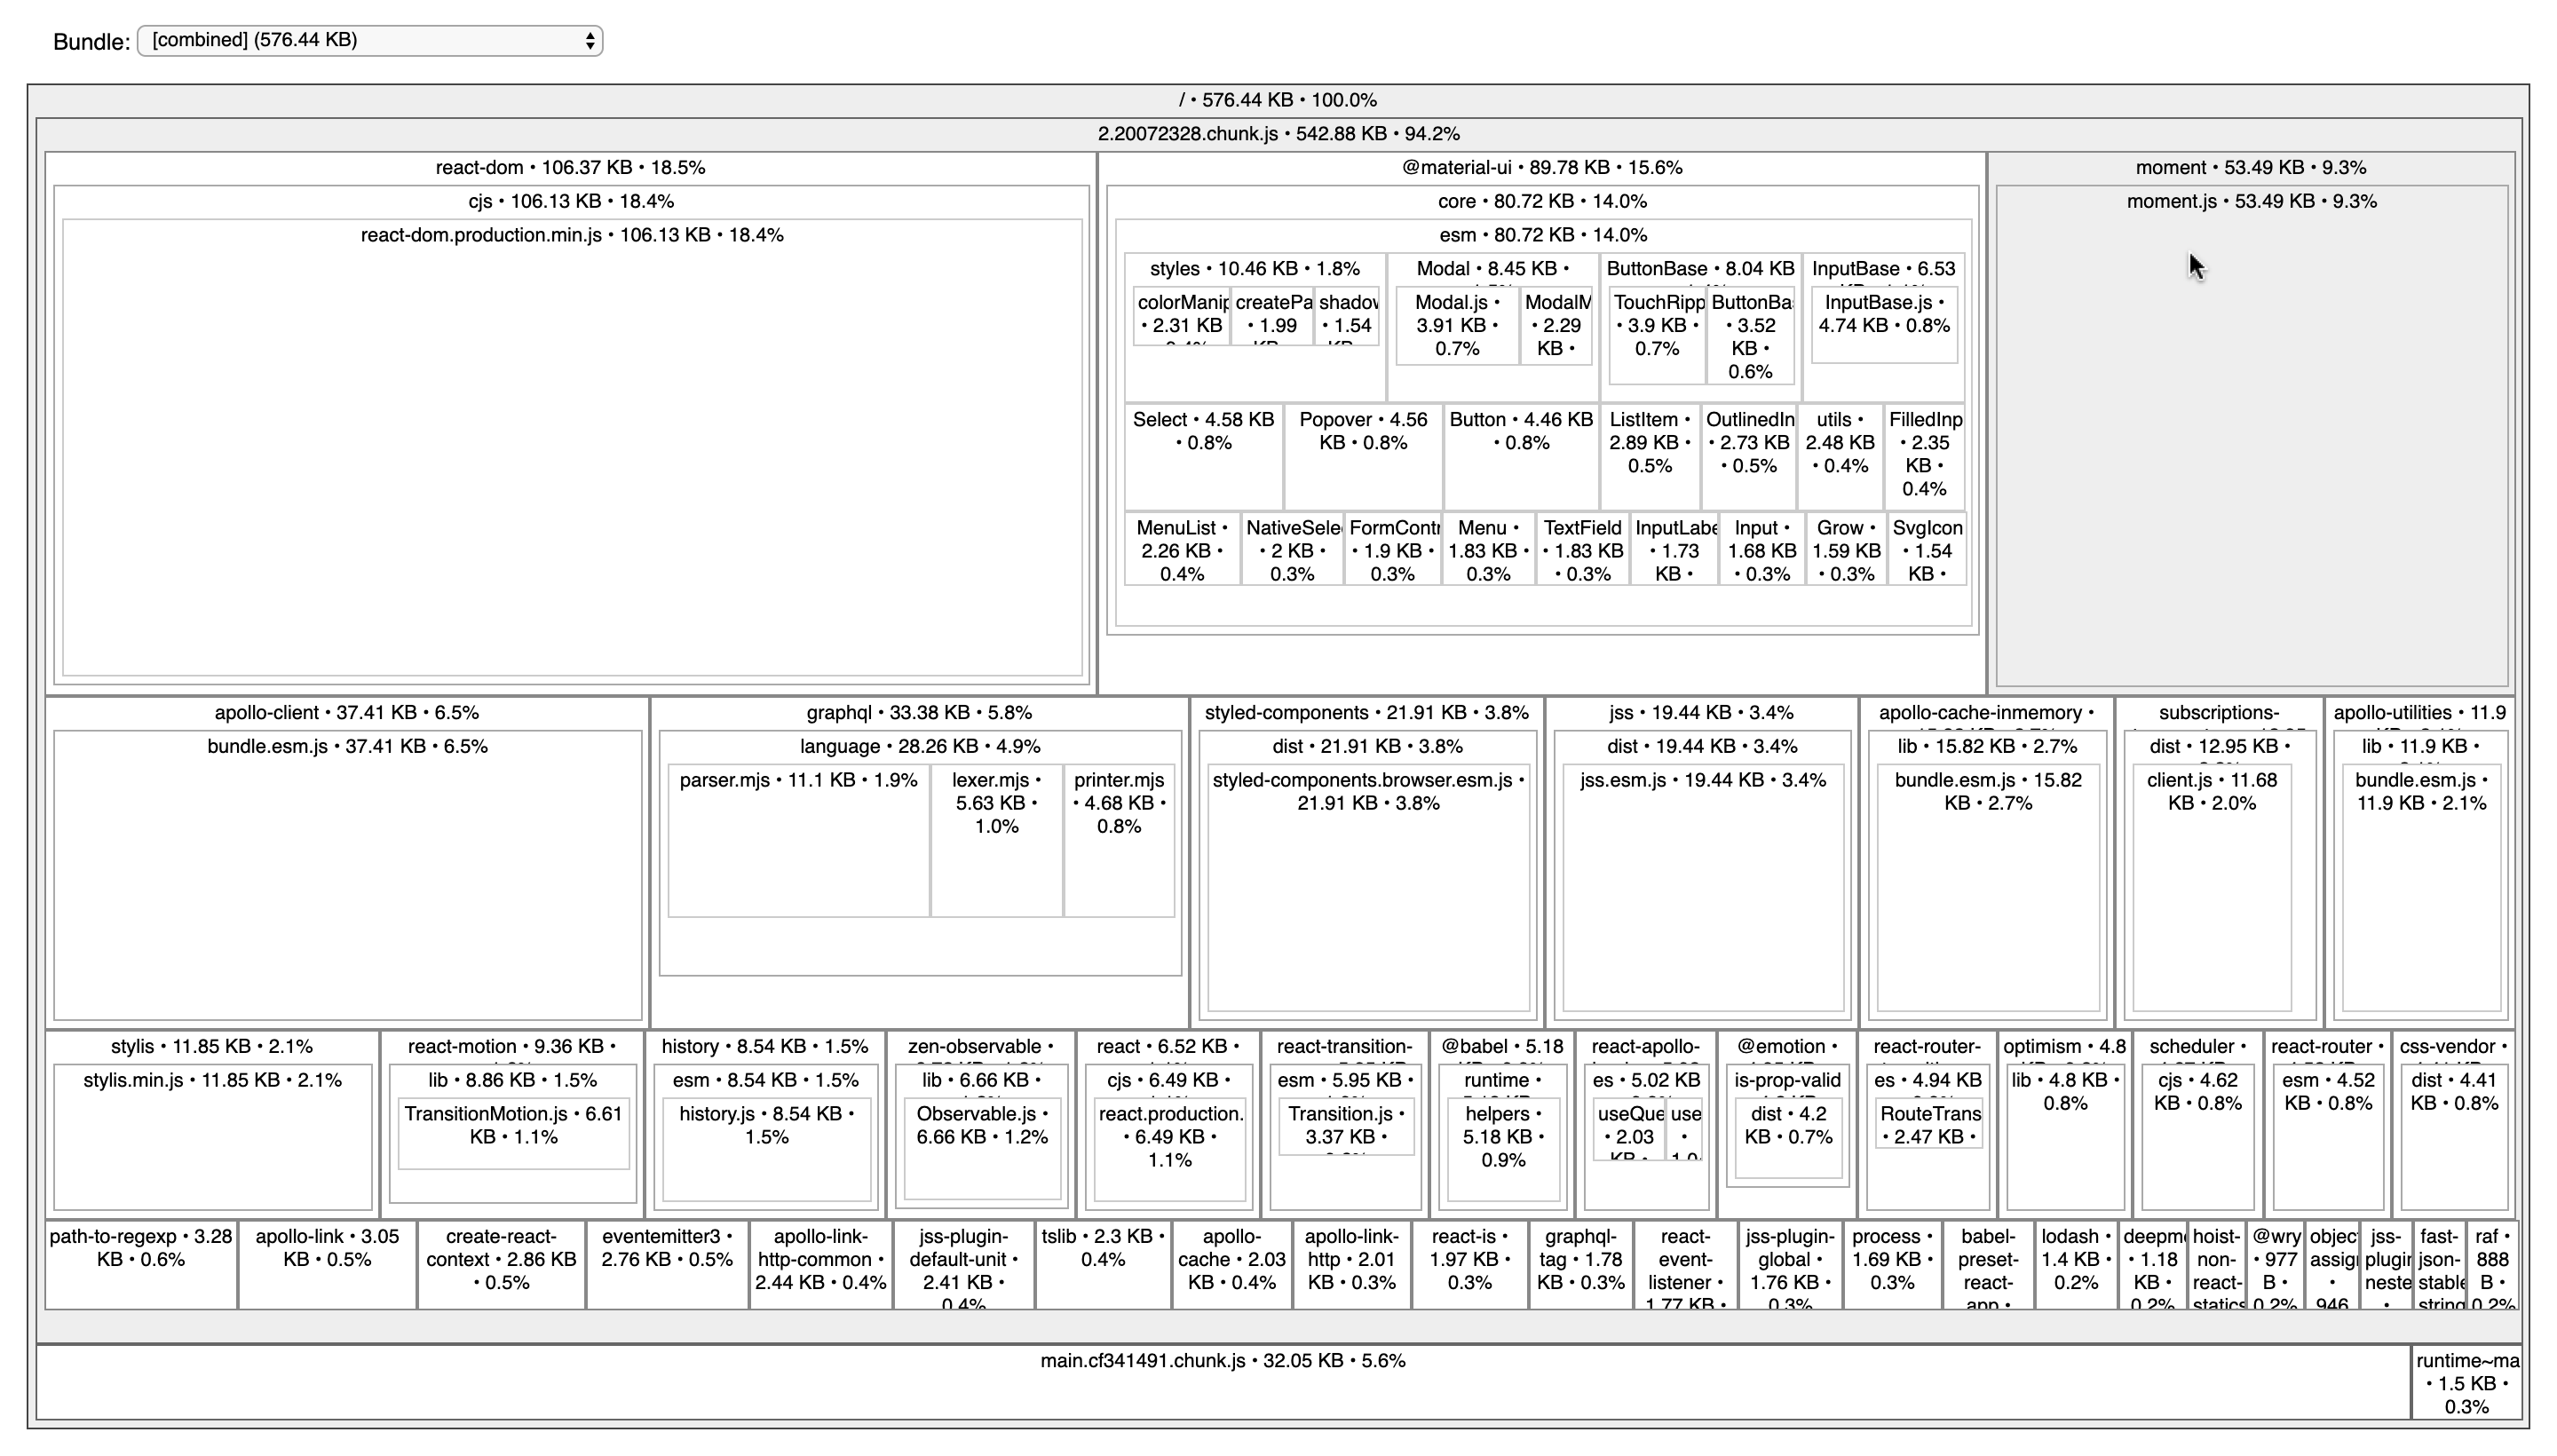 Bundle: [combined] (576.44 KB)
/ • 576.44 KB • 100.0%
2.20072328.chunk.js • 542.88 KB • 94.2%
react-dom • 106.37 KB • 18.5%
cjs • 106.13 KB • 18.4%
react-dom.production.min.js • 106.13 KB • 18.4%
@material-ui • 89.78 KB • 15.6%
core • 80.72 KB • 14.0%
esm • 80.72 KB • 14.0%
styles • 10.46 KB • 1.8%
colorManip
• 2.31 KB
createPa
• 1.99
KB
shadow
• 1.54
KB
Modal • 8.45 KB •
Modal.js •
3.91 KB •
0.7%
ModalM
• 2.29
KB •
ButtonBase • 8.04 KB
TouchRipp
• 3.9 KB •
0.7%
ButtonBa
• 3.52
KB •
0.6%
InputBase • 6.53
InputBase.js •
4.74 KB • 0.8%
Select • 4.58 KB
• 0.8%
Popover • 4.56
KB • 0.8%
Button • 4.46 KB
• 0.8%
ListItem •
2.89 KB •
0.5%
OutlinedIn
• 2.73 KB
• 0.5%
utils •
2.48 KB
• 0.4%
FilledInp
• 2.35
KB •
0.4%
MenuList •
2.26 KB •
0.4%
NativeSele
• 2 KB •
0.3%
FormContr
• 1.9 KB •
0.3%
Menu •
1.83 KB •
0.3%
TextField
• 1.83 KB
• 0.3%
InputLabe
• 1.73
KB •
Input •
1.68 KB
• 0.3%
Grow •
1.59 KB
• 0.3%
SvgIcon
• 1.54
KB •
moment • 53.49 KB • 9.3%
moment.js • 53.49 KB • 9.3%
apollo-client • 37.41 KB • 6.5%
bundle.esm.js • 37.41 KB • 6.5%
graphql • 33.38 KB • 5.8%
language • 28.26 KB • 4.9%
parser.mjs • 11.1 KB • 1.9%
lexer.mjs •
5.63 KB •
1.0%
printer.mjs
• 4.68 KB •
0.8%
styled-components • 21.91 KB • 3.8%
dist • 21.91 KB • 3.8%
styled-components.browser.esm.js •
21.91 KB • 3.8%
jss • 19.44 KB • 3.4%
dist • 19.44 KB • 3.4%
jss.esm.js • 19.44 KB • 3.4%
apollo-cache-inmemory •
lib • 15.82 KB • 2.7%
bundle.esm.js • 15.82
KB • 2.7%
subscriptions-
dist • 12.95 KB •
client.js • 11.68
KB • 2.0%
apollo-utilities • 11.9
lib • 11.9 KB •
bundle.esm.js •
11.9 KB • 2.1%
stylis • 11.85 KB • 2.1%
stylis.min.js • 11.85 KB • 2.1%
react-motion • 9.36 KB •
lib • 8.86 KB • 1.5%
TransitionMotion.js • 6.61
KB • 1.1%
history • 8.54 KB • 1.5%
esm • 8.54 KB • 1.5%
history.js • 8.54 KB •
1.5%
zen-observable •
lib • 6.66 KB •
Observable.js •
6.66 KB • 1.2%
react • 6.52 KB •
cjs • 6.49 KB •
react.production.
• 6.49 KB •
1.1%
react-transition-
esm • 5.95 KB •
Transition.js •
3.37 KB •
@babel • 5.18
runtime •
helpers •
5.18 KB •
0.9%
react-apollo-
es • 5.02 KB
useQue
• 2.03
KB •
use
•
@emotion •
is-prop-valid
dist • 4.2
KB • 0.7%
react-router-
es • 4.94 KB
RouteTrans
• 2.47 KB •
optimism • 4.8
lib • 4.8 KB •
0.8%
scheduler •
cjs • 4.62
KB • 0.8%
react-router •
esm • 4.52
KB • 0.8%
css-vendor •
dist • 4.41
KB • 0.8%
path-to-regexp • 3.28
KB • 0.6%
apollo-link • 3.05
KB • 0.5%
create-react-
context • 2.86 KB
• 0.5%
eventemitter3 •
2.76 KB • 0.5%
apollo-link-
http-common •
2.44 KB • 0.4%
jss-plugin-
default-unit •
2.41 KB •
0.4%
tslib • 2.3 KB •
0.4%
apollo-
cache • 2.03
KB • 0.4%
apollo-link-
http • 2.01
KB • 0.3%
react-is •
1.97 KB •
0.3%
graphql-
tag • 1.78
KB • 0.3%
react-
event-
listener •
1.77 KB •
jss-plugin-
global •
1.76 KB •
0.3%
process •
1.69 KB •
0.3%
babel-
preset-
react-
app •
lodash •
1.4 KB •
0.2%
deepm
• 1.18
KB •
0.2%
hoist-
non-
react-
statics
@wry
• 977
B •
0.2%
object
assign
•
946
jss-
plugin
neste
•
fast-
json-
stable
string
raf •
888
B •
0.2%
main.cf341491.chunk.js • 32.05 KB • 5.6%
runtime~ma
• 1.5 KB •
0.3%